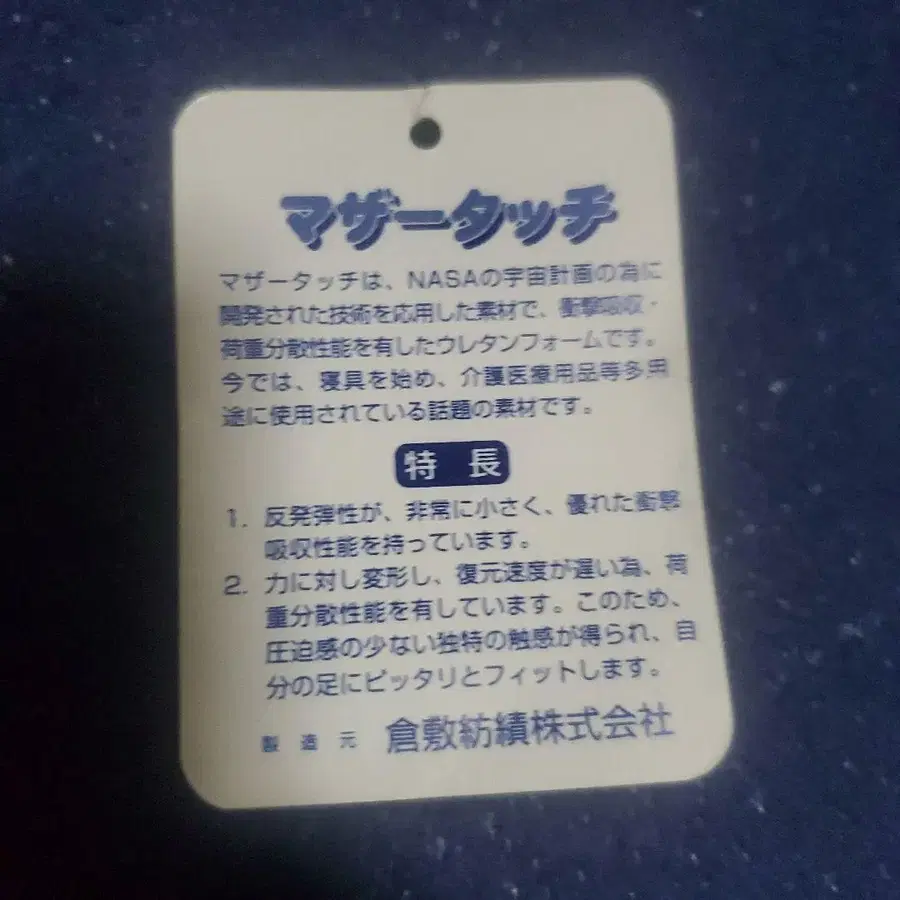 マザータッチ
マザータッチは、NASAの宇宙計画の為に
開発された技術を応用した素材で、衝撃吸収・
荷重分散性能を有したウレタンフォームです。
今では、寝具を始め、介護医療用品等多用
途に使用されている話題の素材です。
特 長
1. 反発弾性が、非常に小さく、優れた衝撃
吸収性能を持っています。
2. 力に対し変形し、復元速度が遅い為、荷
重分散性能を有しています。このため、
圧迫感の少ない独特の触感が得られ、自
分の足にピッタリとフィットします。
製造元 倉敷紡績株式会社